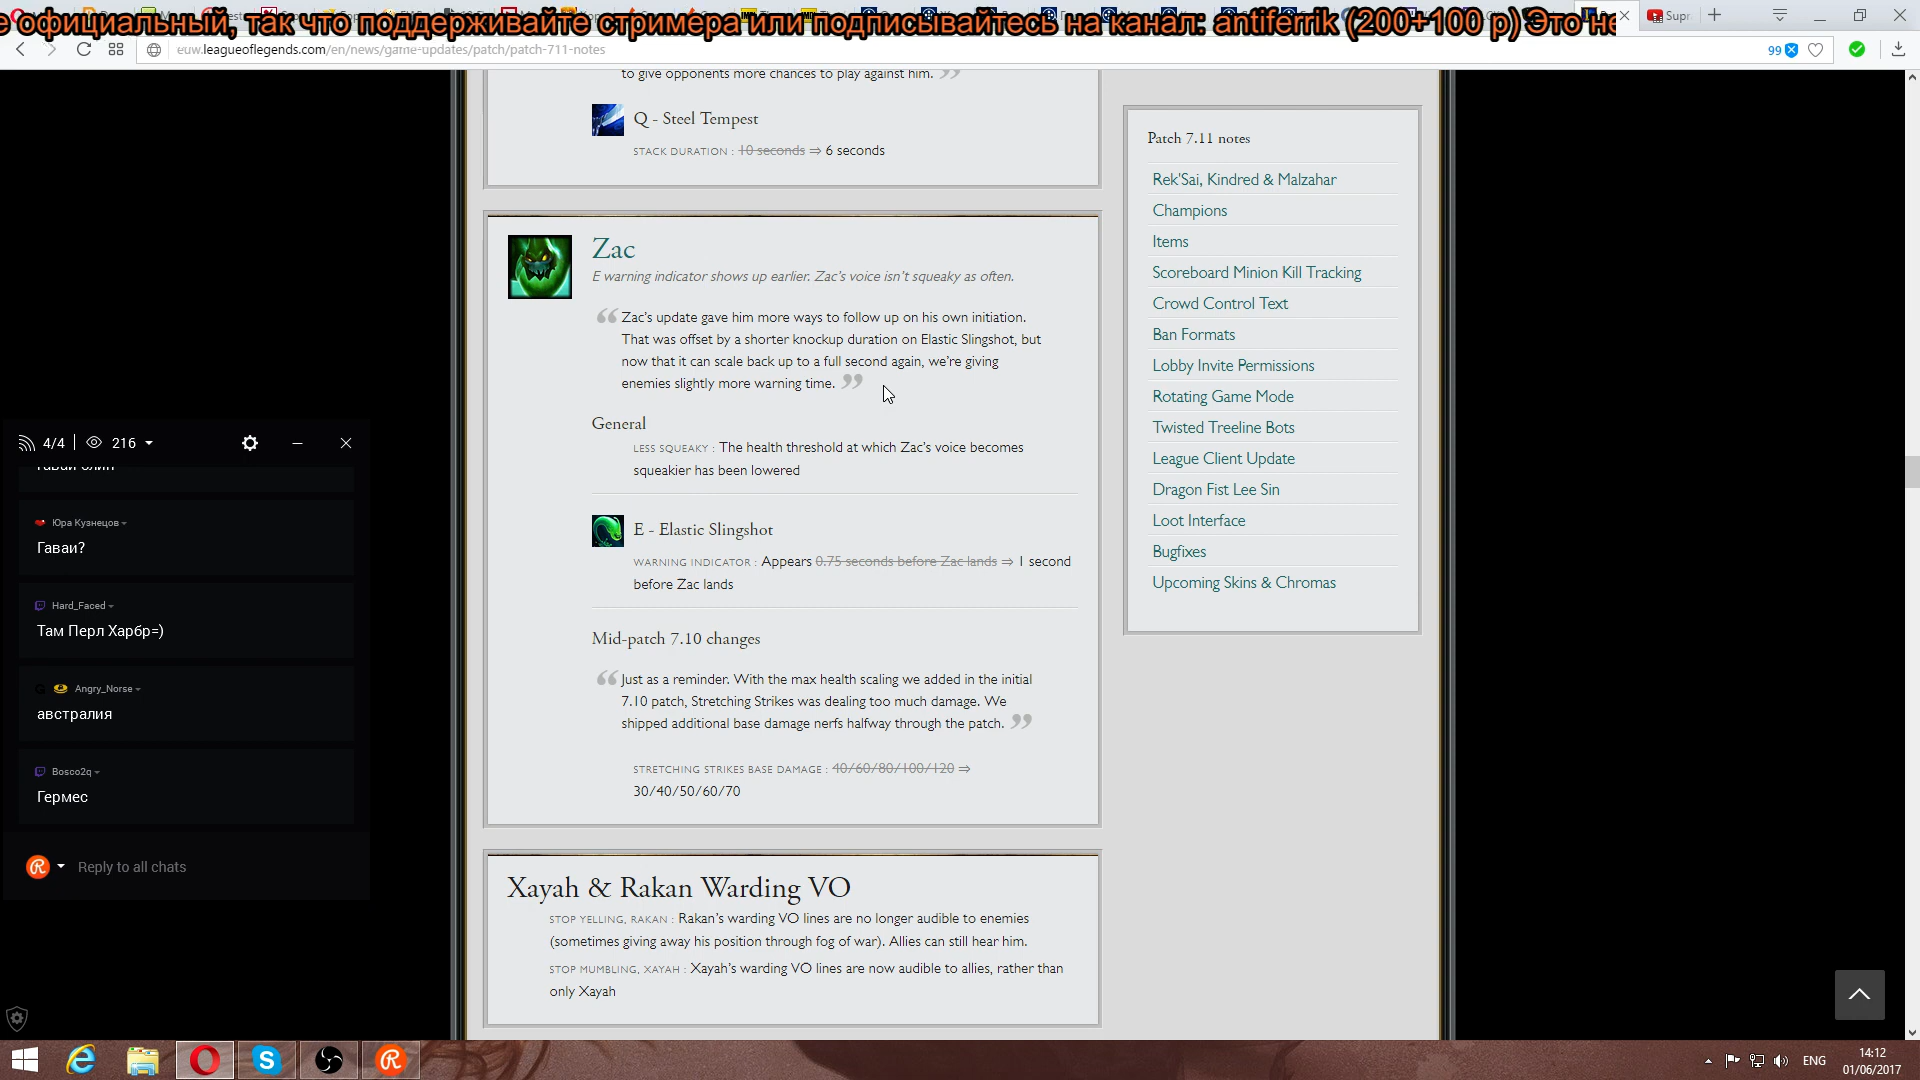 официальный, так что поддерживайте стримера или подписывайтесь на канал: antiferrik (200+100 р) Это не
euw.leagueoflegends.com/en/news/game-updates/patch/patch-711-notes
99
Supr
to give opponents more chances to play against him.
Q - Steel Tempest
STACK DURATION : 10 seconds ⇒ 6 seconds
Zac
E warning indicator shows up earlier. Zac's voice isn't squeaky as often.
Zac's update gave him more ways to follow up on his own initiation.
That was offset by a shorter knockup duration on Elastic Slingshot, but
now that it can scale back up to a full second again, we're giving
enemies slightly more warning time.
General
LESS SQUEAKY : The health threshold at which Zac's voice becomes
squeakier has been lowered
E - Elastic Slingshot
WARNING INDICATOR : Appears 0.75 seconds before Zac lands ⇒ 1 second
before Zac lands
Mid-patch 7.10 changes
Just as a reminder. With the max health scaling we added in the initial
7.10 patch, Stretching Strikes was dealing too much damage. We
shipped additional base damage nerfs halfway through the patch.
STRETCHING STRIKES BASE DAMAGE : 40/60/80/100/120 ⇒
30/40/50/60/70
Xayah & Rakan Warding VO
STOP YELLING, RAKAN : Rakan's warding VO lines are no longer audible to enemies
(sometimes giving away his position through fog of war). Allies can still hear him.
STOP MUMBLING, XAYAH : Xayah's warding VO lines are now audible to allies, rather than
only Xayah
Patch 7.11 notes
Rek'Sai, Kindred & Malzahar
Champions
Items
Scoreboard Minion Kill Tracking
Crowd Control Text
Ban Formats
Lobby Invite Permissions
Rotating Game Mode
Twisted Treeline Bots
League Client Update
Dragon Fist Lee Sin
Loot Interface
Bugfixes
Upcoming Skins & Chromas
4/4 216
Юра Кузнецов
Гаваи?
Hard_Faced
Там Перл Харбр=)
Angry_Norse
австралия
Bosco2q
Гермес
Reply to all chats
ENG
14:12
01/06/2017